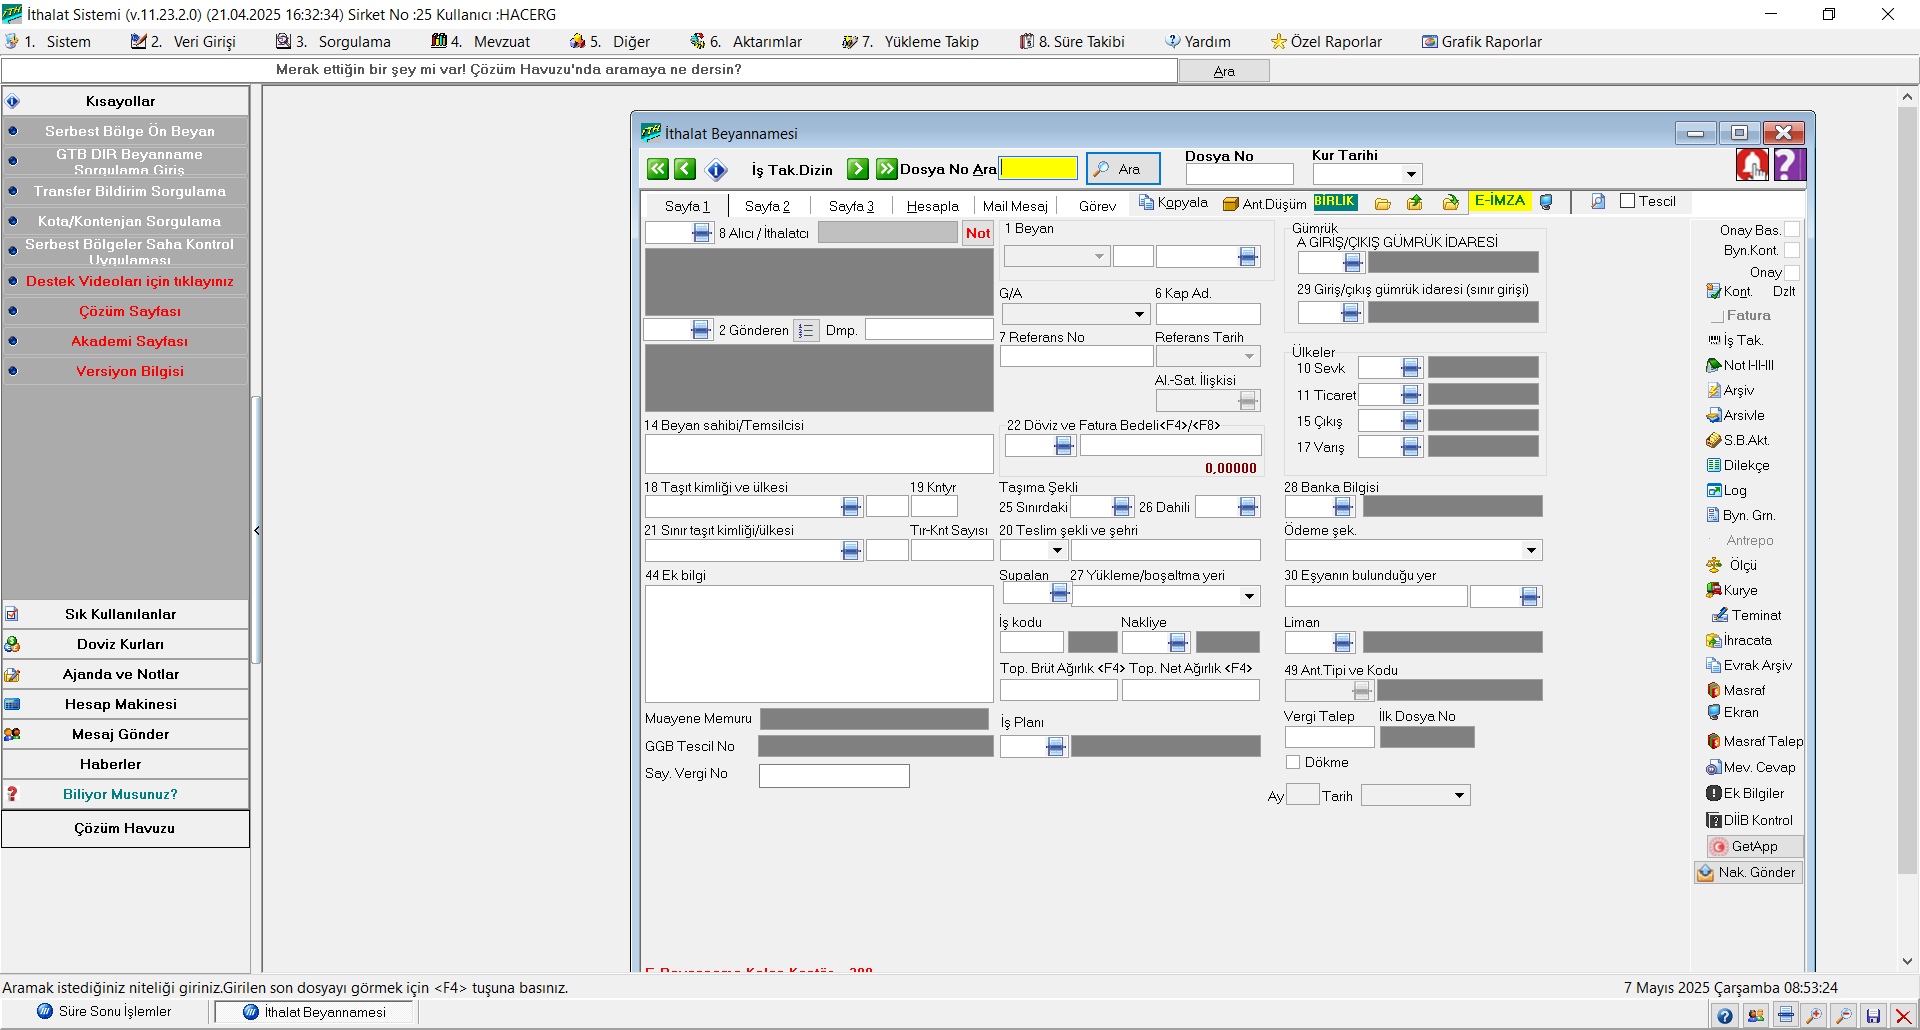 İthalat Sistemi (v.11.23.2.0) (21.04.2025 16:32:34) Sirket No :25 Kullanıcı :HACERG
1. Sistem 2. Veri Girişi 3. Sorgulama 4. Mevzuat 5. Diğer 6. Aktarımlar 7. Yükleme Takip 8. Süre Takibi Yardım Özel Raporlar Grafik Raporlar
Merak ettiğin bir şey mi var! Çözüm Havuzu'nda aramaya ne dersin? Ara
Kısayollar
Serbest Bölge Ön Beyan
GTB DIR Beyanname
Sorgulama Giriş
Transfer Bildirim Sorgulama
Kota/Kontenjan Sorgulama
Serbest Bölgeler Saha Kontrol
Uygulaması
Destek Videoları için tıklayınız
Çözüm Sayfası
Akademi Sayfası
Versiyon Bilgisi
Sık Kullanılanlar
Doviz Kurları
Ajanda ve Notlar
Hesap Makinesi
Mesaj Gönder
Haberler
Biliyor Musunuz?
Çözüm Havuzu
İthalat Beyannamesi
İş Tak.Dizin Dosya No Ara Ara Dosya No Kur Tarihi
Sayfa 1 Sayfa 2 Sayfa 3 Hesapla Mail Mesaj Görev Kopyala Ant.Düşüm BİRLİK E-İMZA Tescil
8 Alıcı / İthalatcı Not
2 Gönderen Dmp.
14 Beyan sahibi/Temsilcisi
18 Taşıt kimliği ve ülkesi 19 Kntyr
21 Sınır taşıt kimliği/ülkesi Tır-Knt Sayısı
44 Ek bilgi
Muayene Memuru
GGB Tescil No
Say. Vergi No
1 Beyan
G/A 6 Kap Ad.
7 Referans No Referans Tarih
Al.-Sat. İlişkisi
22 Döviz ve Fatura Bedeli<F4>/<F8>
0,00000
Taşıma Şekli
25 Sınırdaki 26 Dahili
20 Teslim şekli ve şehri
Supalan 27 Yükleme/boşaltma yeri
İş kodu Nakliye
Top. Brüt Ağırlık <F4> Top. Net Ağırlık <F4>
İş Planı
Gümrük
A GİRİŞ/ÇIKIŞ GÜMRÜK İDARESİ
29 Giriş/çıkış gümrük idaresi (sınır girişi)
Ülkeler
10 Sevk
11 Ticaret
15 Çıkış
17 Varış
28 Banka Bilgisi
Ödeme şek.
30 Eşyanın bulunduğu yer
Liman
49 Ant.Tipi ve Kodu
Vergi Talep İlk Dosya No
Dökme
Ay Tarih
Onay Bas.
Byn.Kont.
Onay
Kont. Dzlt
Fatura
İş Tak.
Not I-II-III
Arşiv
Arsivle
S.B.Akt.
Dilekçe
Log
Byn. Grn.
Antrepo
Ölçü
Kurye
Teminat
İhracata
Evrak Arşiv
Masraf
Ekran
Masraf Talep
Mev. Cevap
Ek Bilgiler
DİİB Kontrol
GetApp
Nak. Gönder
E-Beyanname Kalan Kontör
Aramak istediğiniz niteliği giriniz.Girilen son dosyayı görmek için <F4> tuşuna basınız. 7 Mayıs 2025 Çarşamba 08:53:24
Süre Sonu İşlemler İthalat Beyannamesi